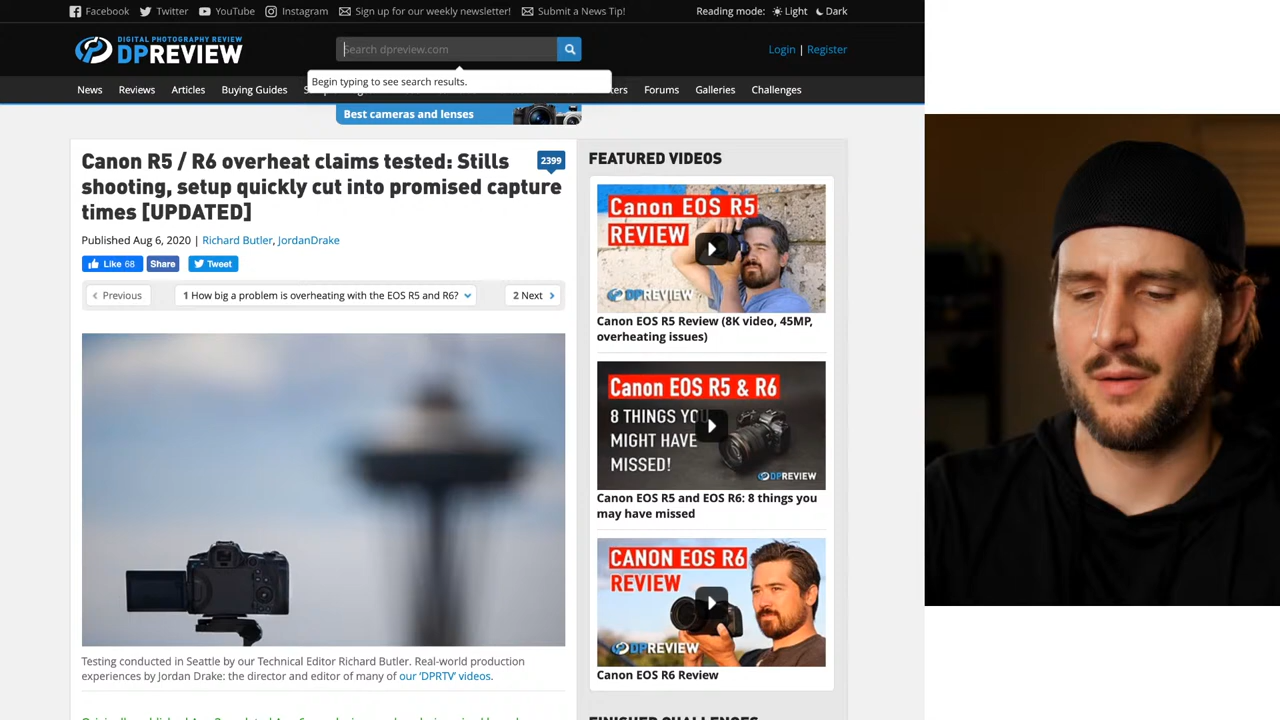 Facebook Twitter YouTube Instagram Sign up for our weekly newsletter! Submit a News Tip! Reading mode: Light Dark
DIGITAL PHOTOGRAPHY REVIEW
DPREVIEW
Search dpreview.com
Login | Register
Begin typing to see search results.
News Reviews Articles Buying Guides Forums Galleries Challenges
Best cameras and lenses
Canon R5 / R6 overheat claims tested: Stills
shooting, setup quickly cut into promised capture
times [UPDATED]
2399
Published Aug 6, 2020 | Richard Butler, JordanDrake
Like 68 Share Tweet
Previous 1 How big a problem is overheating with the EOS R5 and R6? 2 Next
Testing conducted in Seattle by our Technical Editor Richard Butler. Real-world production
experiences by Jordan Drake: the director and editor of many of our 'DPRTV' videos.
FEATURED VIDEOS
Canon EOS R5
REVIEW
DPREVIEW
Canon EOS R5 Review (8K video, 45MP,
overheating issues)
Canon EOS R5 & R6
8 THINGS YOU
MIGHT HAVE
MISSED!
DPREVIEW
Canon EOS R5 and EOS R6: 8 things you
may have missed
CANON EOS R6
REVIEW
DPREVIEW
Canon EOS R6 Review
FINISHED CHALLENGES